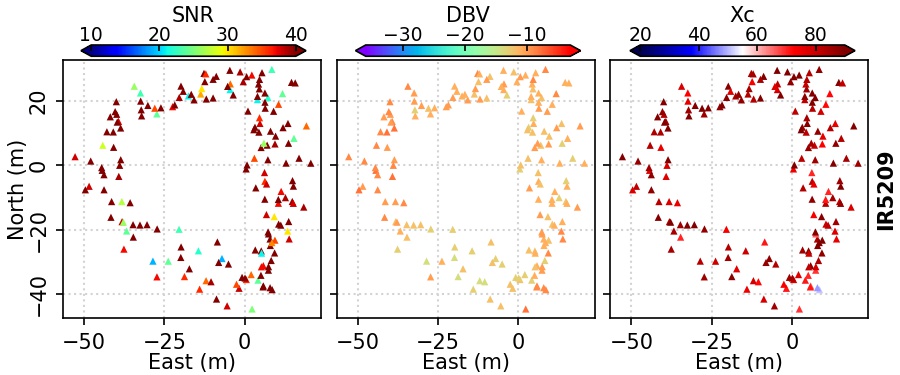 SNR DBV Xc
10 20 30 40 −30 −20 −10 20 40 60 80
20
0
−20
−40
North (m)
IR5209
−50 −25 0 −50 −25 0 −50 −25 0
East (m) East (m) East (m)